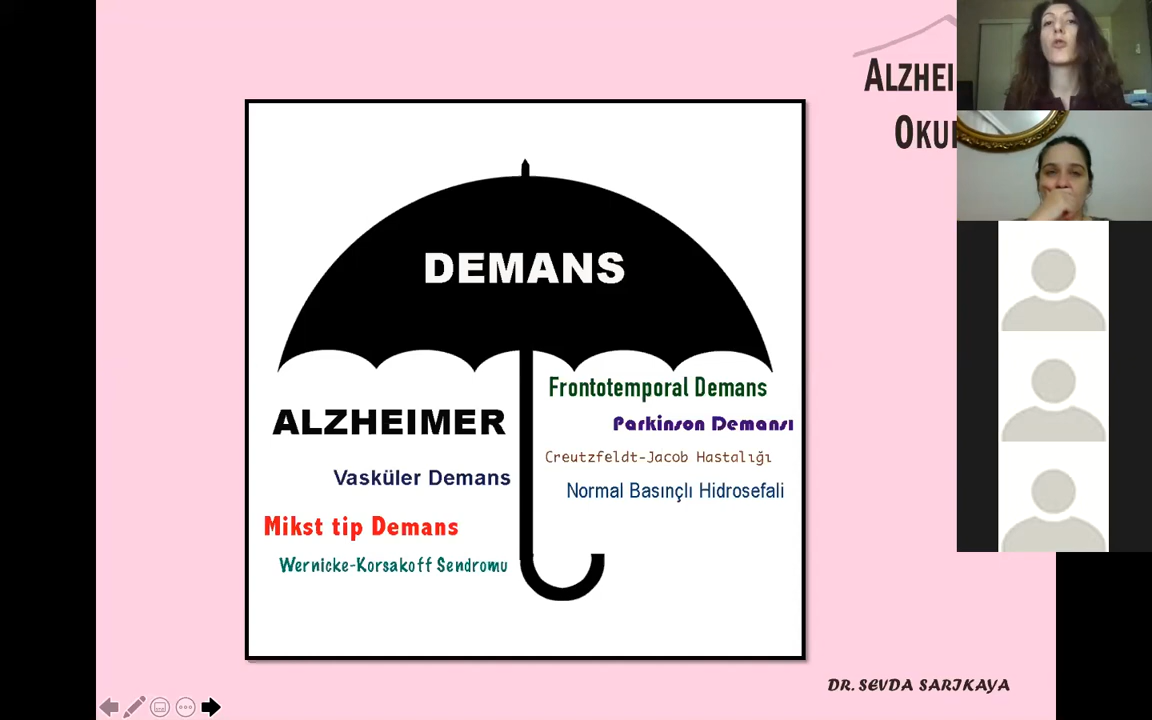 ALZHEI
OKU
DEMANS
ALZHEIMER
Vasküler Demans
Mikst tip Demans
Wernicke-Korsakoff Sendromu
Frontotemporal Demans
Parkinson Demansı
Creutzfeldt-Jacob Hastalığı
Normal Basınçlı Hidrosefali
DR. SEVDA SARIKAYA